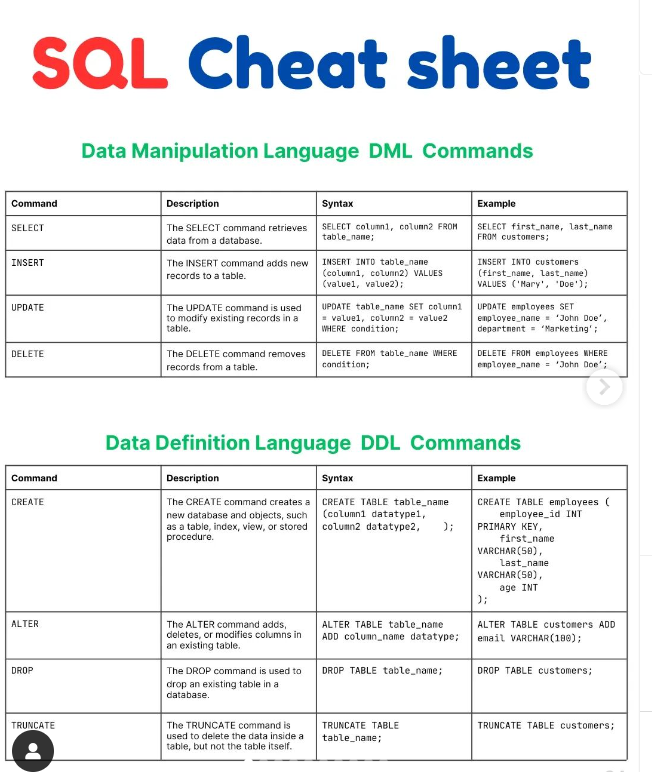 SQL Cheat sheet
Data Manipulation Language DML Commands
Command Description Syntax Example
SELECT
The SELECT command retrieves
data from a database.
SELECT column1, column2 FROM
table_name;
SELECT first_name, last_name
FROM customers;
INSERT
The INSERT command adds new
records to a table.
INSERT INTO table_name
(column1, column2) VALUES
(value1, value2);
INSERT INTO customers
(first_name, last_name)
VALUES ('Mary', 'Doe');
UPDATE
The UPDATE command is used
to modify existing records in a
table.
UPDATE table_name SET column1
= value1, column2 = value2
WHERE condition;
UPDATE employees SET
employee_name = ‘John Doe’,
department = ‘Marketing’;
DELETE
The DELETE command removes
records from a table.
DELETE FROM table_name WHERE
condition;
DELETE FROM employees WHERE
employee_name = ‘John Doe’;
Data Definition Language DDL Commands
Command Description Syntax Example
CREATE
The CREATE command creates a
new database and objects, such
as a table, index, view, or stored
procedure.
CREATE TABLE table_name
(column1 datatype1,
column2 datatype2, );
CREATE TABLE employees (
employee_id INT
PRIMARY KEY,
first_name
VARCHAR(50),
last_name
VARCHAR(50),
age INT
);
ALTER
The ALTER command adds,
deletes, or modifies columns in
an existing table.
ALTER TABLE table_name
ADD column_name datatype;
ALTER TABLE customers ADD
email VARCHAR(100);
DROP
The DROP command is used to
drop an existing table in a
database.
DROP TABLE table_name;
DROP TABLE customers;
TRUNCATE
The TRUNCATE command is
used to delete the data inside a
table, but not the table itself.
TRUNCATE TABLE
table_name;
TRUNCATE TABLE customers;